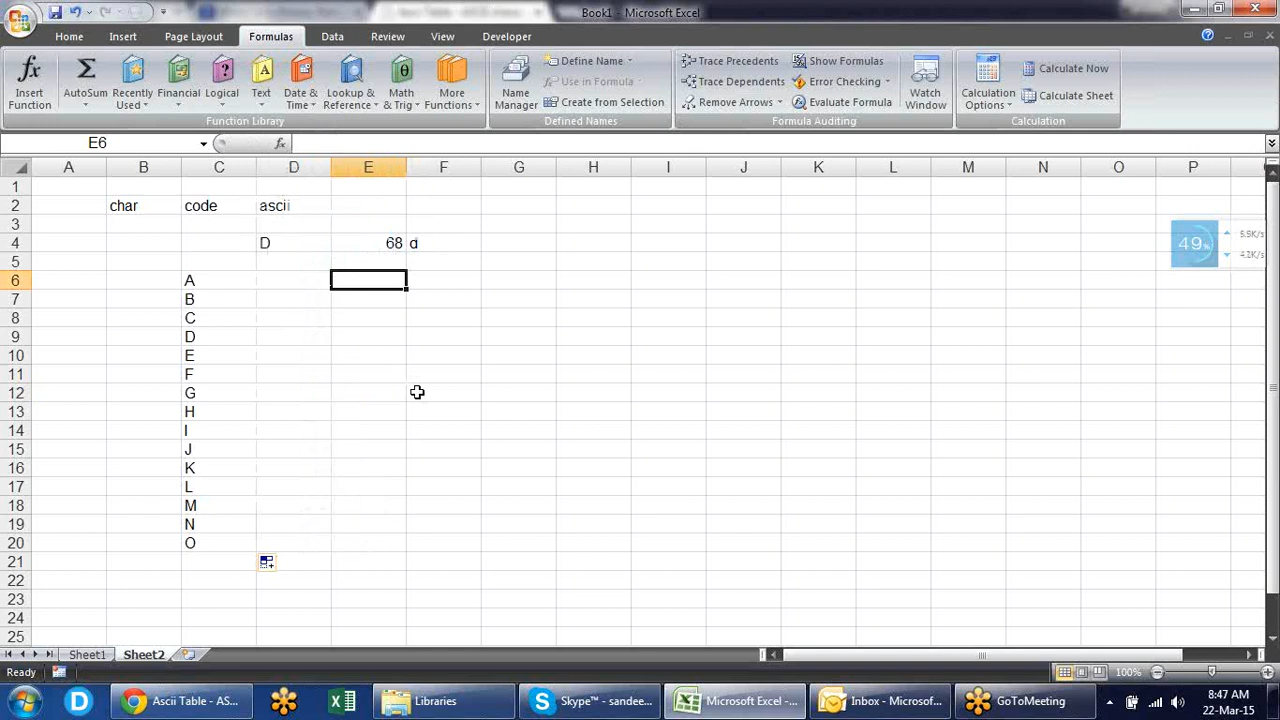 Book1 - Microsoft Excel
Home Insert Page Layout Formulas Data Review View Developer
Insert Function
AutoSum
Recently Used
Financial
Logical
Text
Date & Time
Lookup & Reference
Math & Trig
More Functions
Function Library
Name Manager
Define Name
Use in Formula
Create from Selection
Defined Names
Trace Precedents
Trace Dependents
Remove Arrows
Show Formulas
Error Checking
Evaluate Formula
Formula Auditing
Watch Window
Calculation Options
Calculate Now
Calculate Sheet
Calculation
E6
fx
A B C D E F G H I J K L M N O P
1
2 char code ascii
3
4 D 68 d
5
6 A
7 B
8 C
9 D
10 E
11 F
12 G
13 H
14 I
15 J
16 K
17 L
18 M
19 N
20 O
21
22
23
24
25
49%
Sheet1 Sheet2
Ready
100%
Ascii Table - AS...
Libraries
Skype™ - sandee...
Microsoft Excel -...
Inbox - Microsof...
GoToMeeting
8:47 AM
22-Mar-15